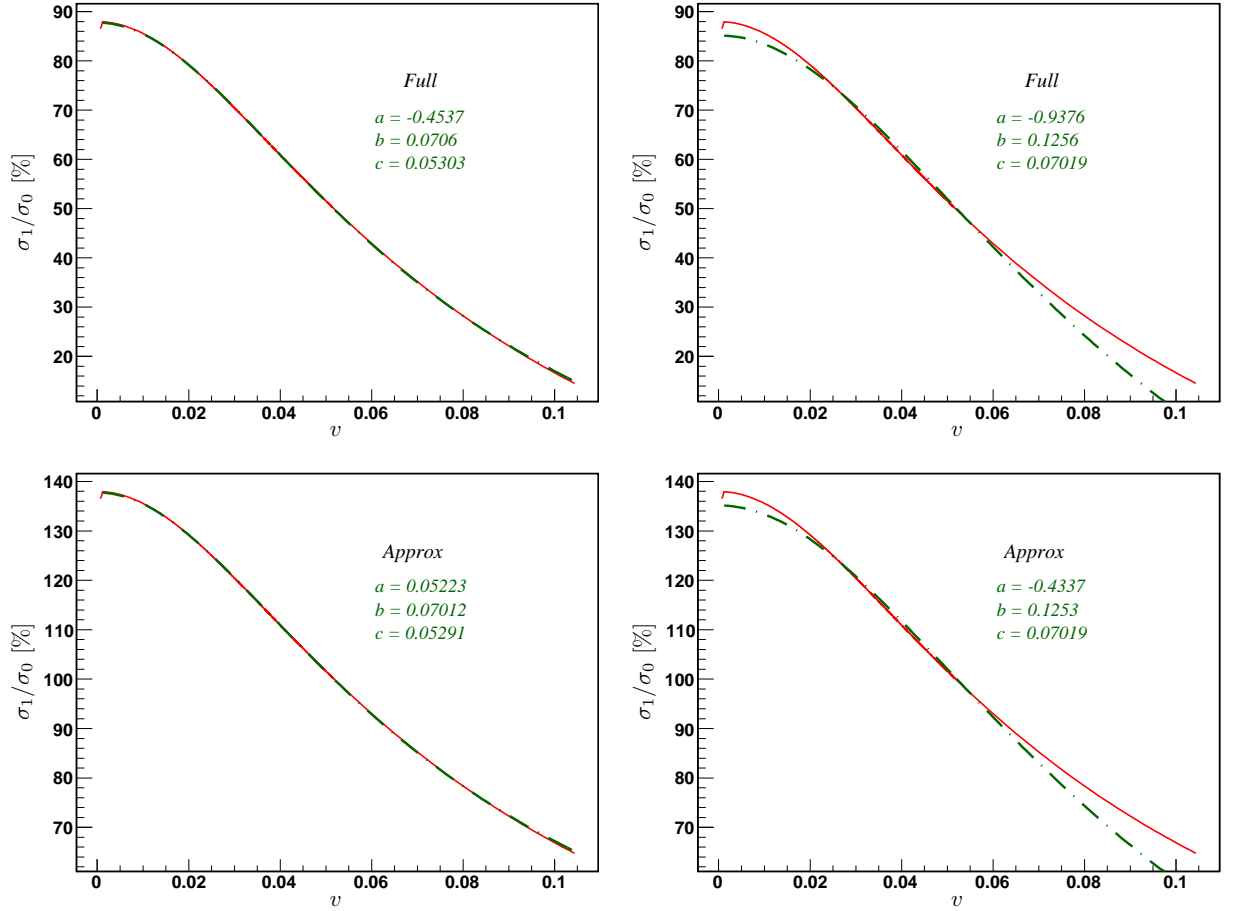 90
80
70
60
50
40
30
20
σ₁/σ₀ [%]
Full
a = -0.4537
b = 0.0706
c = 0.05303
0 0.02 0.04 0.06 0.08 0.1
v
90
80
70
60
50
40
30
20
σ₁/σ₀ [%]
Full
a = -0.9376
b = 0.1256
c = 0.07019
0 0.02 0.04 0.06 0.08 0.1
v
140
130
120
110
100
90
80
70
σ₁/σ₀ [%]
Approx
a = 0.05223
b = 0.07012
c = 0.05291
0 0.02 0.04 0.06 0.08 0.1
v
140
130
120
110
100
90
80
70
σ₁/σ₀ [%]
Approx
a = -0.4337
b = 0.1253
c = 0.07019
0 0.02 0.04 0.06 0.08 0.1
v